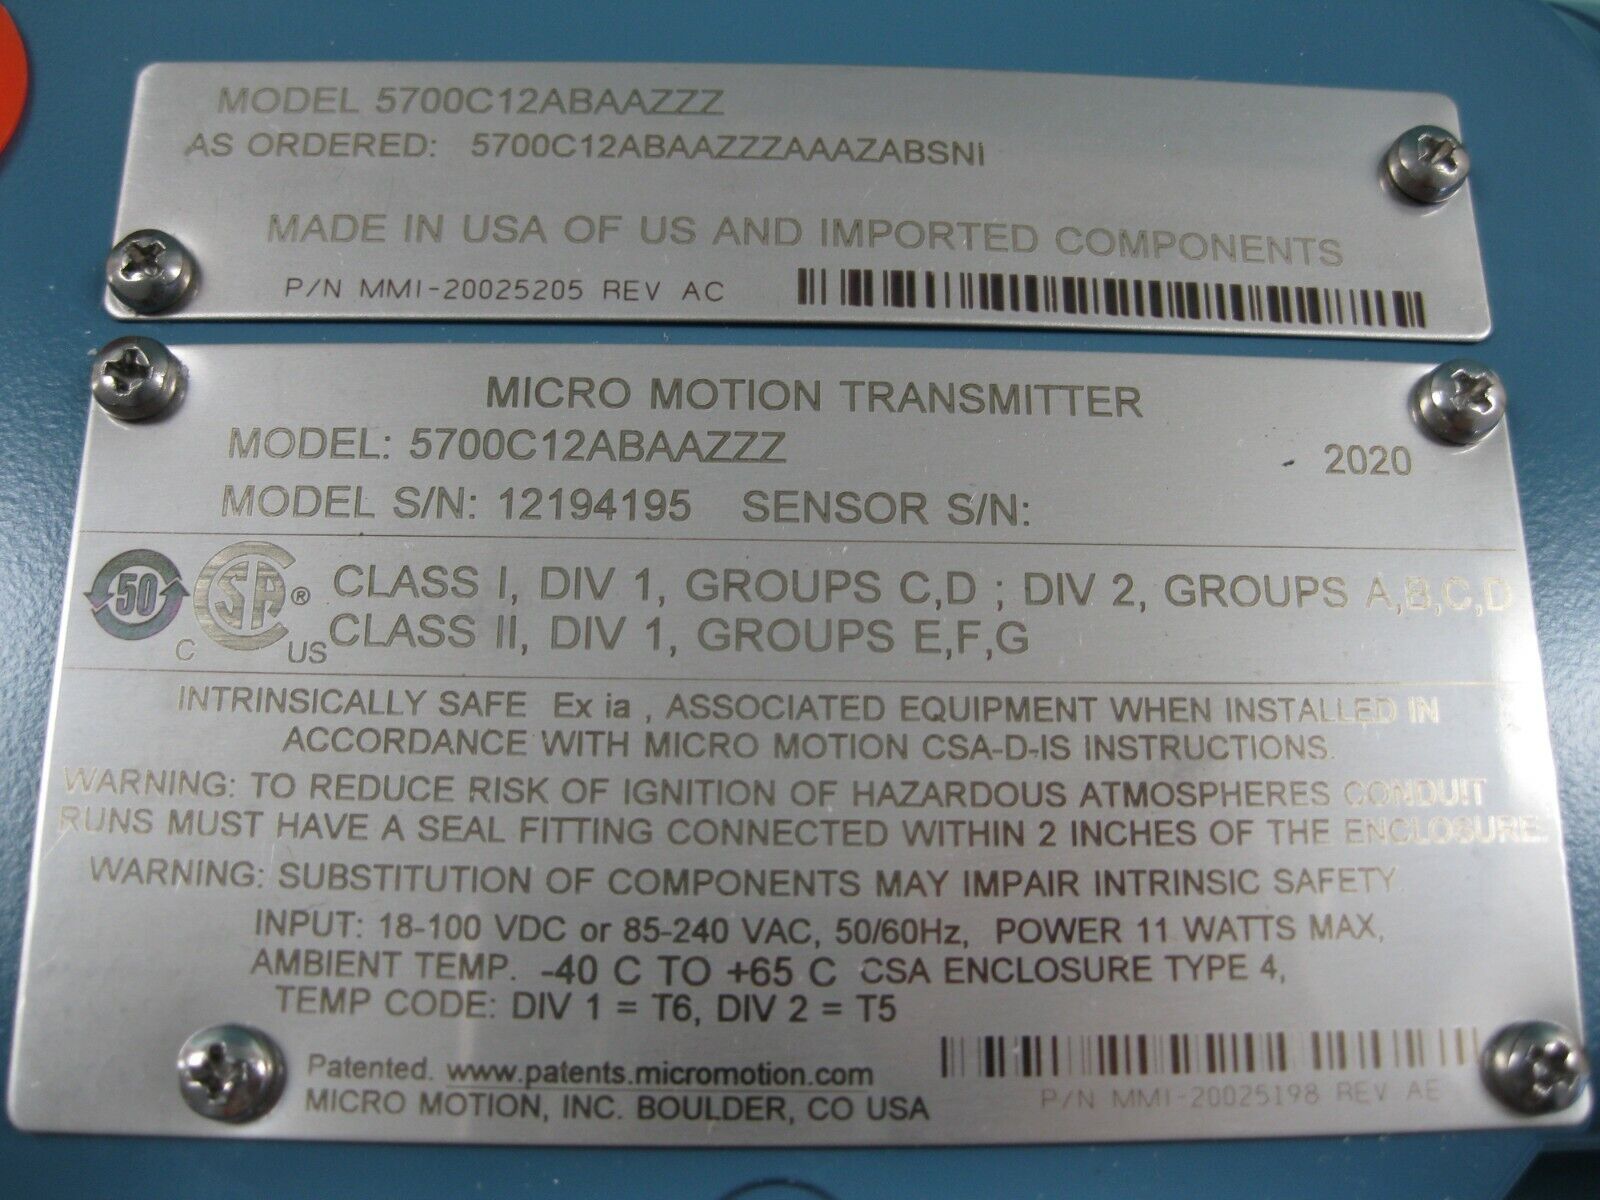 MODEL 5700C12ABAAZZZ
AS ORDERED: 5700C12ABAAZZZAAAZABSNI
MADE IN USA OF US AND IMPORTED COMPONENTS
P/N MMI-20025205 REV AC
MICRO MOTION TRANSMITTER
MODEL: 5700C12ABAAZZZ - 2020
MODEL S/N: 12194195 SENSOR S/N:
50 C SA ® US CLASS I, DIV 1, GROUPS C,D ; DIV 2, GROUPS A,B,C,D
CLASS II, DIV 1, GROUPS E,F,G
INTRINSICALLY SAFE Ex ia , ASSOCIATED EQUIPMENT WHEN INSTALLED IN
ACCORDANCE WITH MICRO MOTION CSA-D-IS INSTRUCTIONS.
WARNING: TO REDUCE RISK OF IGNITION OF HAZARDOUS ATMOSPHERES CONDUIT
RUNS MUST HAVE A SEAL FITTING CONNECTED WITHIN 2 INCHES OF THE ENCLOSURE.
WARNING: SUBSTITUTION OF COMPONENTS MAY IMPAIR INTRINSIC SAFETY.
INPUT: 18-100 VDC or 85-240 VAC, 50/60Hz, POWER 11 WATTS MAX,
AMBIENT TEMP. -40 C TO +65 C CSA ENCLOSURE TYPE 4,
TEMP CODE: DIV 1 = T6, DIV 2 = T5
Patented. www.patents.micromotion.com
MICRO MOTION, INC. BOULDER, CO USA
P/N MMI-20025198 REV AE